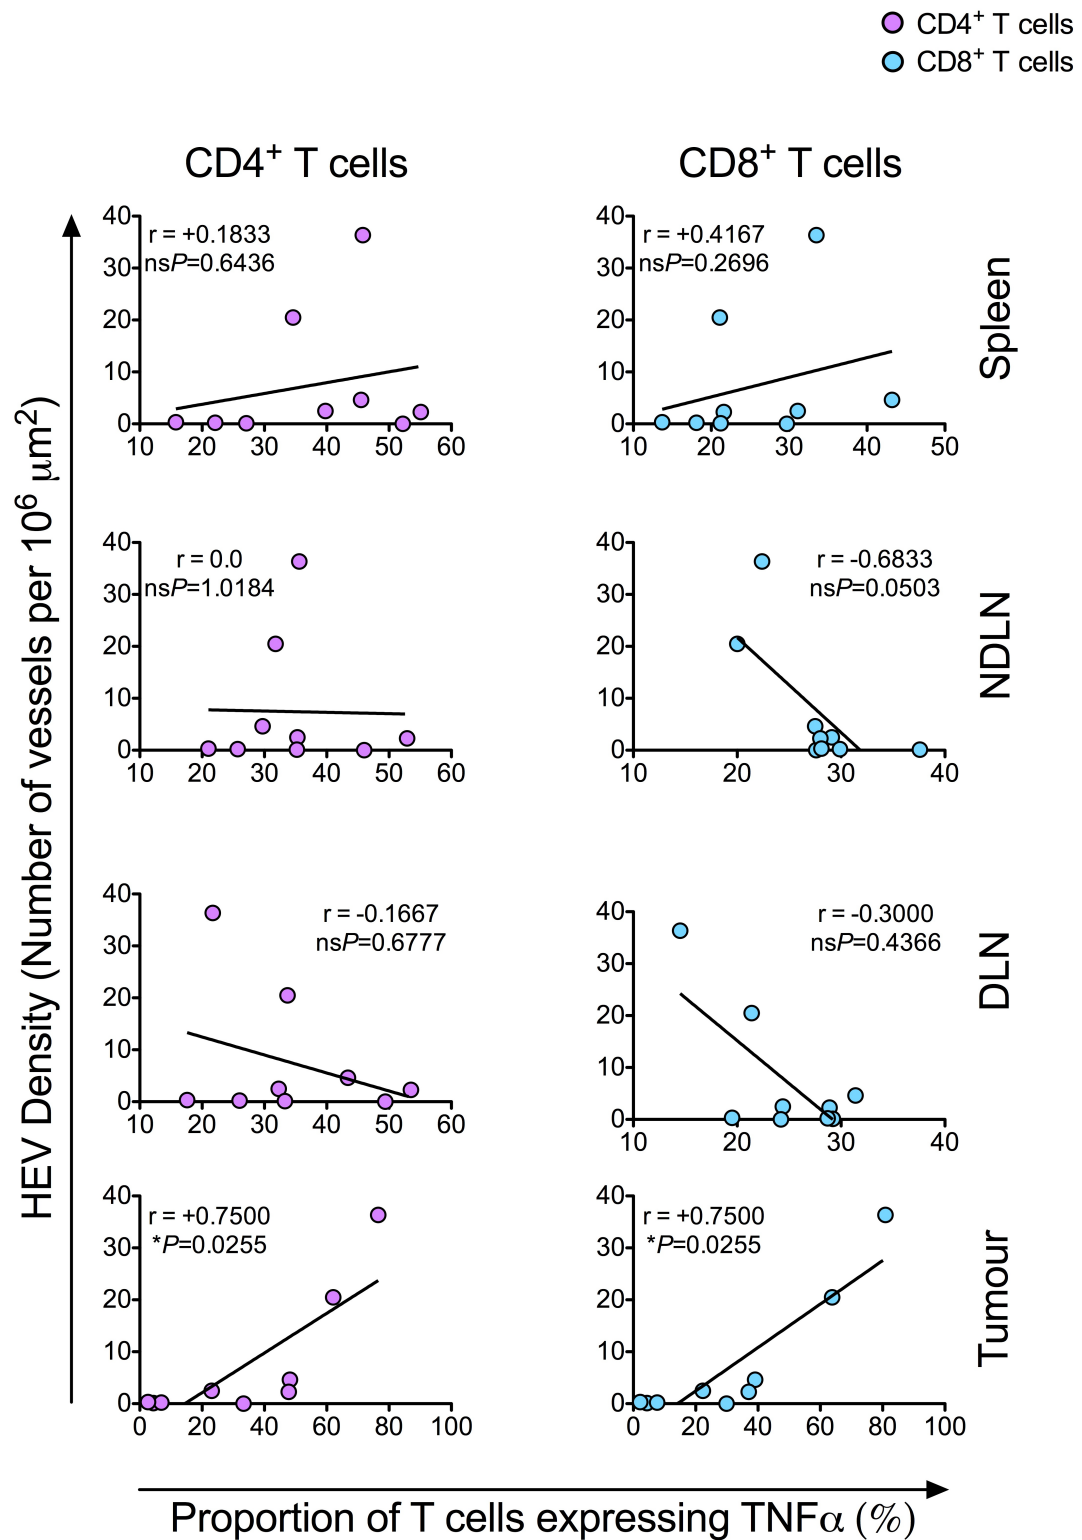 CD4⁺ T cells
CD8⁺ T cells
CD4⁺ T cells
CD8⁺ T cells
HEV Density (Number of vessels per 10⁶ µm²)
40
30
20
10
0
r = +0.1833
nsP=0.6436
10 20 30 40 50 60
40
30
20
10
0
r = +0.4167
nsP=0.2696
10 20 30 40 50
Spleen
40
30
20
10
0
r = 0.0
nsP=1.0184
10 20 30 40 50 60
40
30
20
10
0
r = -0.6833
nsP=0.0503
10 20 30 40
NDLN
40
30
20
10
0
r = -0.1667
nsP=0.6777
10 20 30 40 50 60
40
30
20
10
0
r = -0.3000
nsP=0.4366
10 20 30 40
DLN
40
30
20
10
0
r = +0.7500
*P=0.0255
0 20 40 60 80 100
40
30
20
10
0
r = +0.7500
*P=0.0255
0 20 40 60 80 100
Tumour
Proportion of T cells expressing TNFα (%)